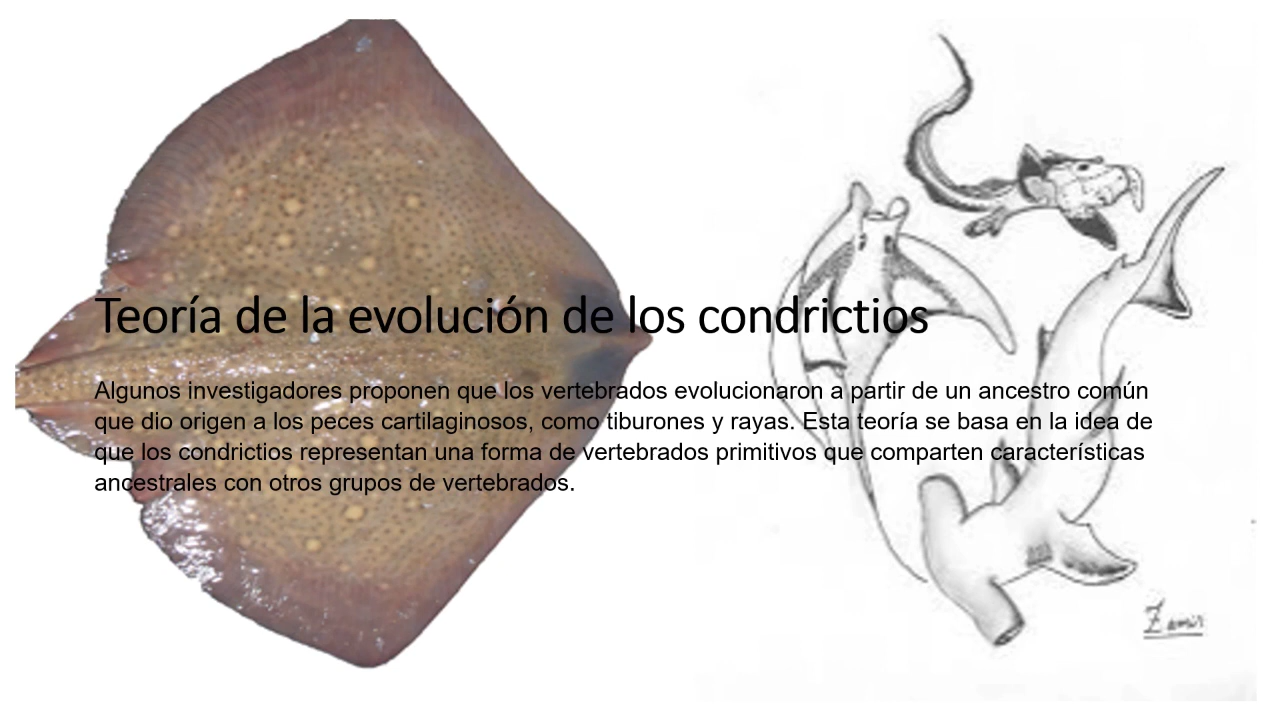 Teoría de la evolución de los condrictios
Algunos investigadores proponen que los vertebrados evolucionaron a partir de un ancestro común
que dio origen a los peces cartilaginosos, como tiburones y rayas. Esta teoría se basa en la idea de
que los condrictios representan una forma de vertebrados primitivos que comparten características
ancestrales con otros grupos de vertebrados.